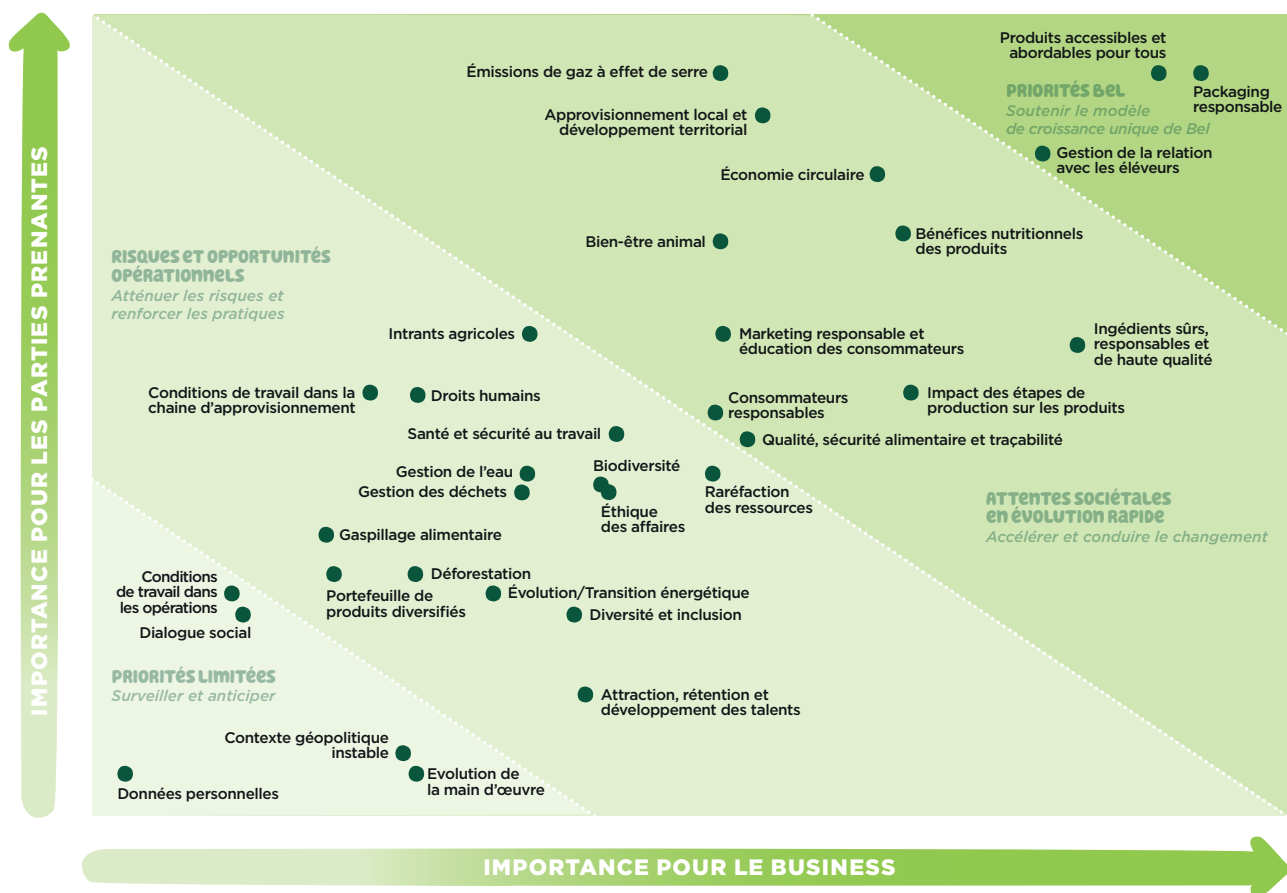 IMPORTANCE POUR LES PARTIES PRENANTES
Produits accessibles et
abordables pour tous
Émissions de gaz à effet de serre
PRIORITÉS BEL
Soutenir le modèle
de croissance unique de Bel
Packaging
responsable
Approvisionnement local et
développement territorial
Gestion de la relation
avec les éléveurs
Économie circulaire
Bien-être animal
Bénéfices nutritionnels
des produits
RISQUES ET OPPORTUNITÉS
OPÉRATIONNELS
Atténuer les risques et
renforcer les pratiques
Intrants agricoles
Marketing responsable et
éducation des consommateurs
Ingédients sûrs,
responsables et
de haute qualité
Conditions de travail dans la
chaine d’approvisionnement
Droits humains
Consommateurs
responsables
Impact des étapes de
production sur les produits
Santé et sécurité au travail
Qualité, sécurité alimentaire et traçabilité
Gestion de l’eau
Biodiversité
Gestion des déchets
Éthique
des affaires
Raréfaction
des ressources
ATTENTES SOCIÉTALES
EN ÉVOLUTION RAPIDE
Accélérer et conduire le changement
Gaspillage alimentaire
Conditions
de travail dans
les opérations
Portefeuille de
produits diversifiés
Déforestation
Évolution/Transition énergétique
Dialogue social
Diversité et inclusion
PRIORITÉS LIMITÉES
Surveiller et anticiper
Attraction, rétention et
développement des talents
Contexte géopolitique
instable
Données personnelles
Evolution de
la main d’œuvre
IMPORTANCE POUR LE BUSINESS